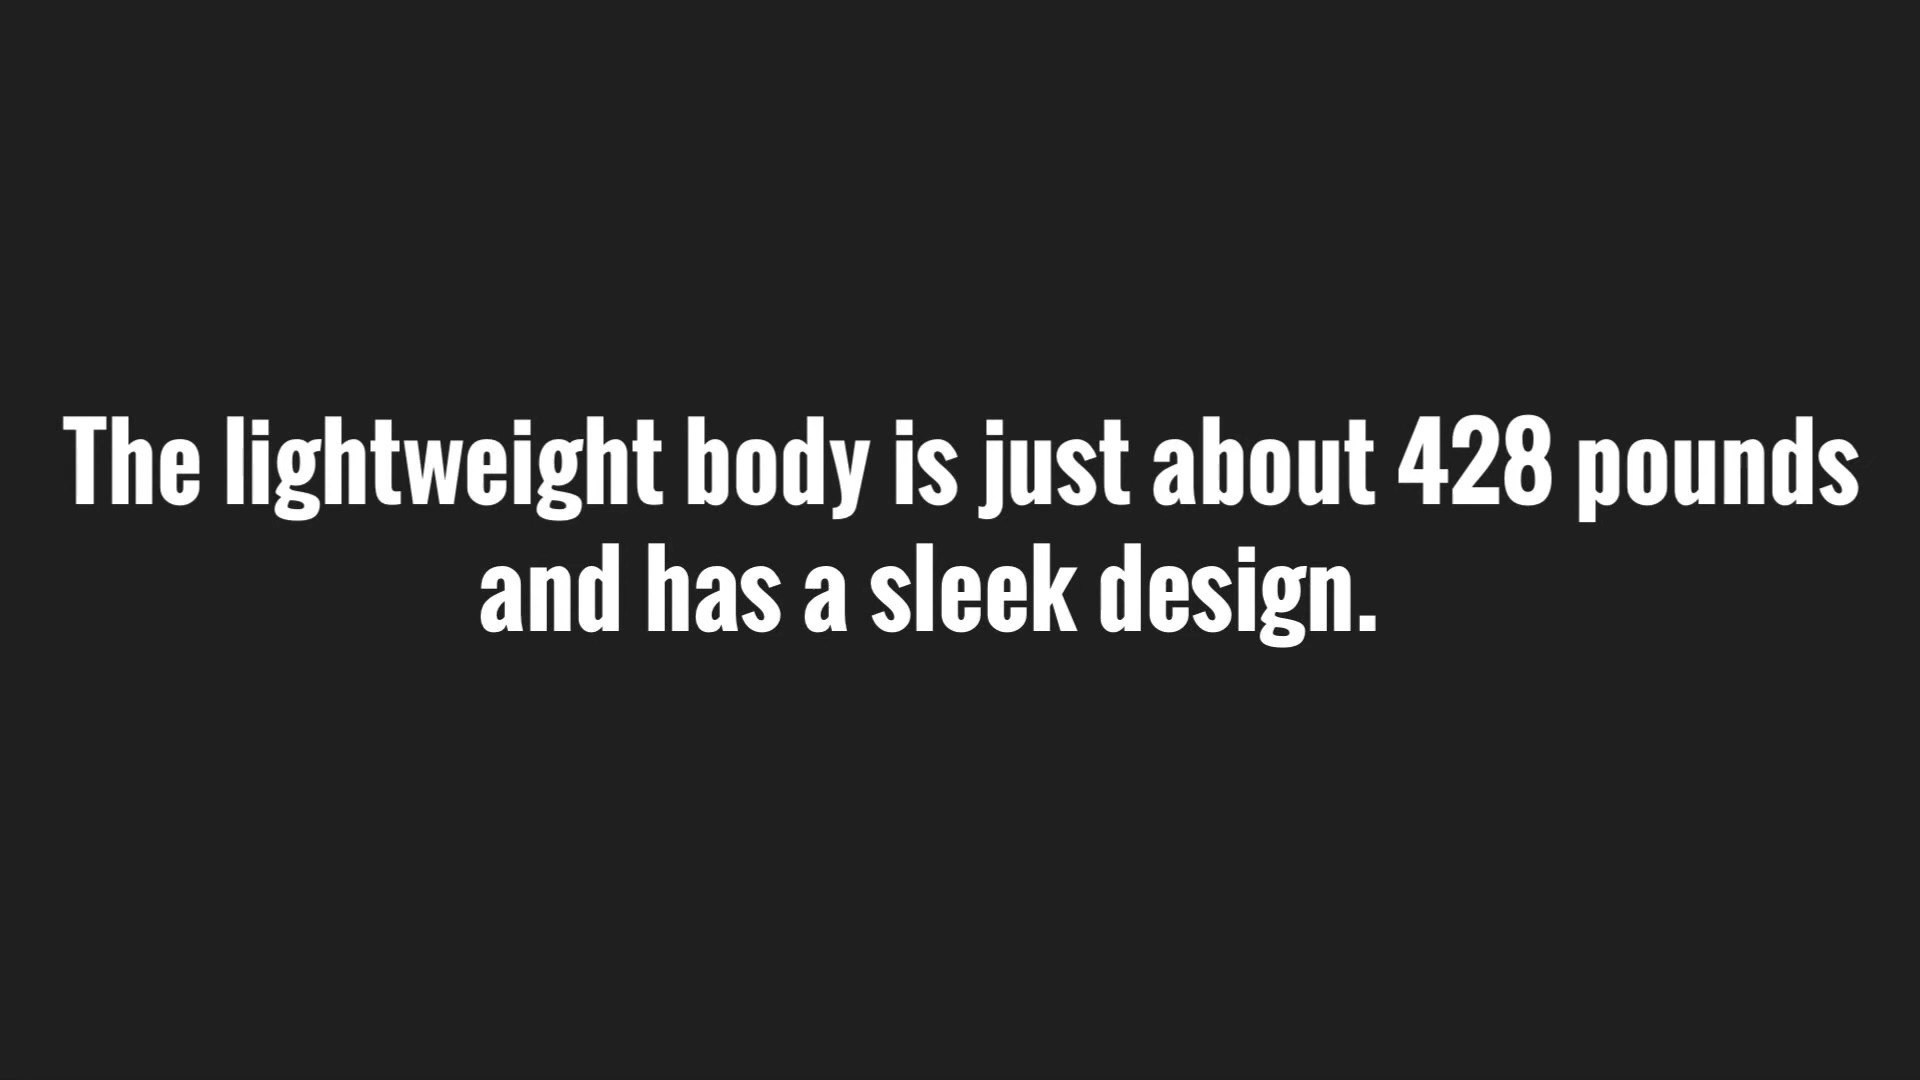 The lightweight body is just about 428 pounds
and has a sleek design.